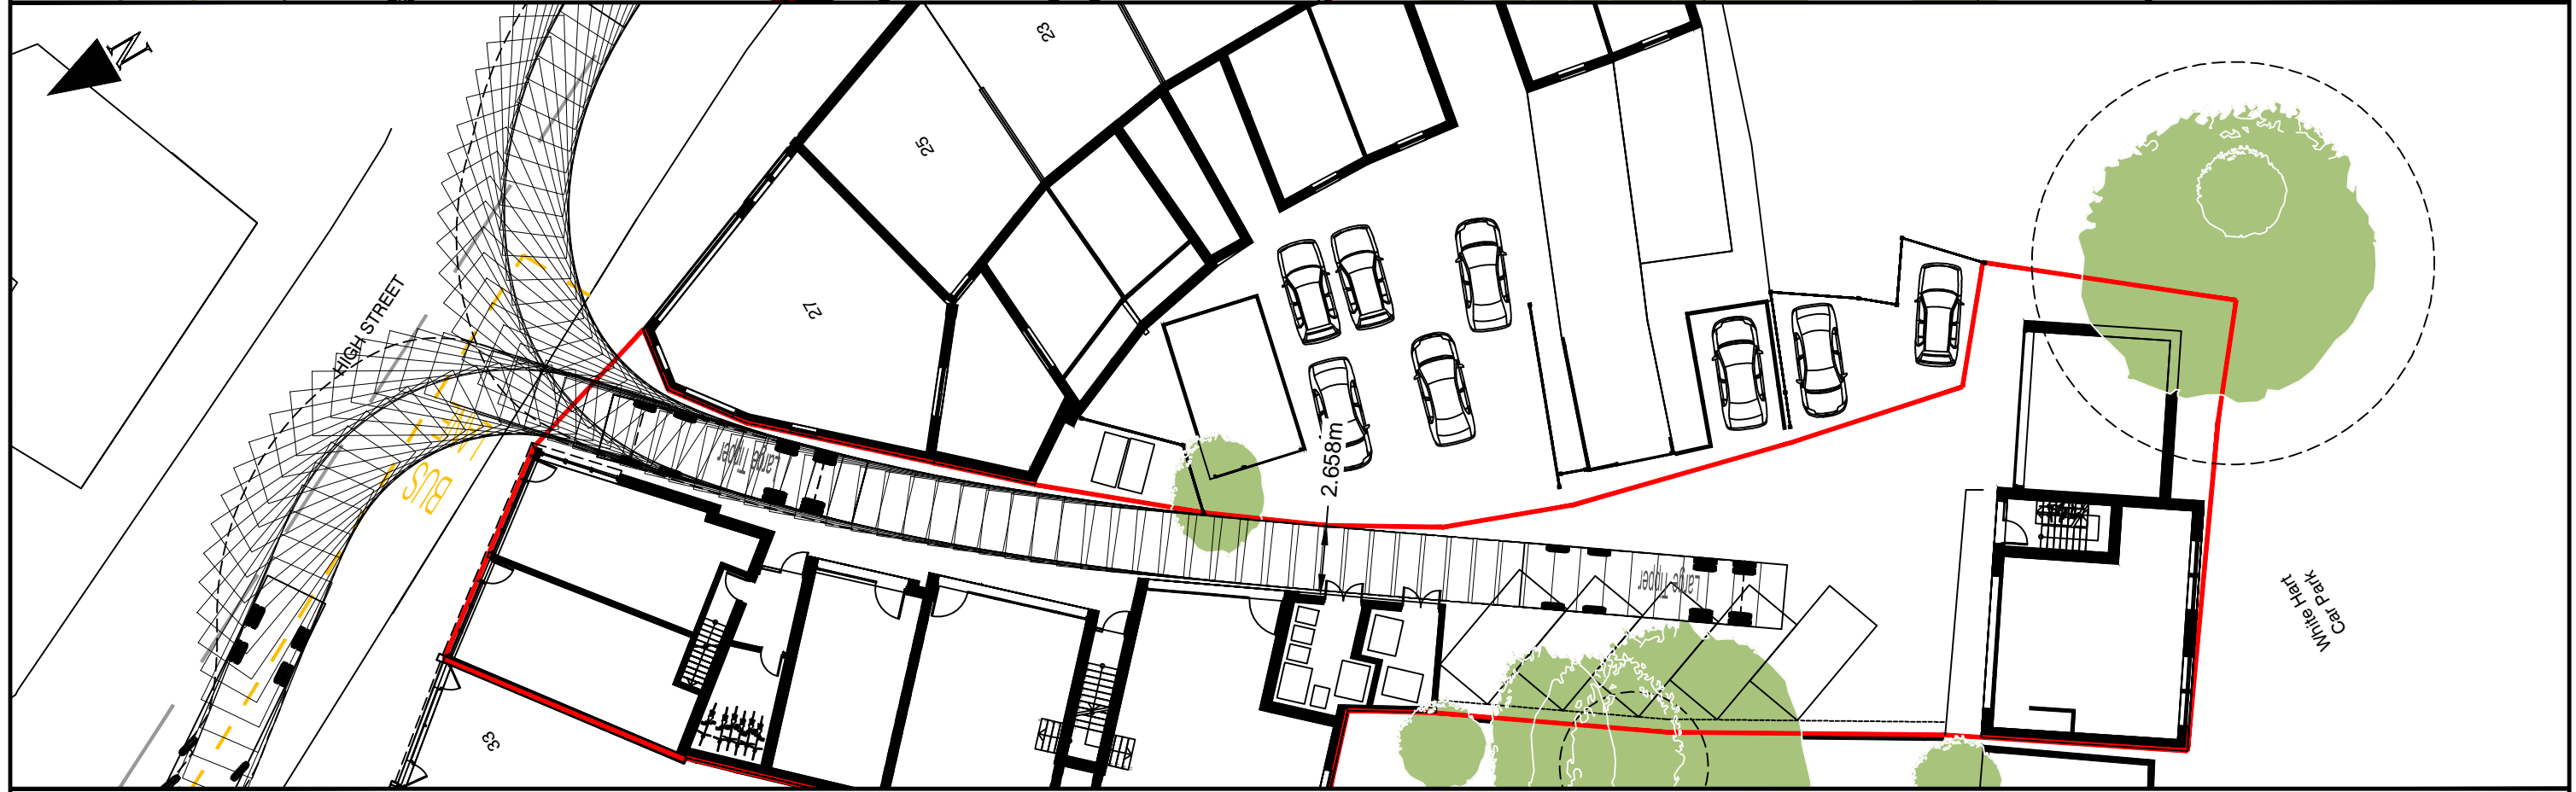 N
23
25
27
HIGH STREET
BUS
LANE
Large Tipper
2.658m
Large Tipper
33
White Hart
Car Park